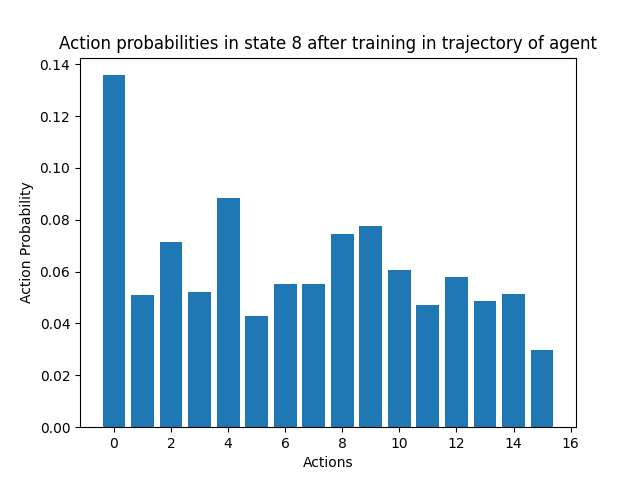 Action probabilities in state 8 after training in trajectory of agent
0.14
0.12
0.10
0.08
0.06
0.04
0.02
0.00
Action Probability
0 2 4 6 8 10 12 14 16
Actions